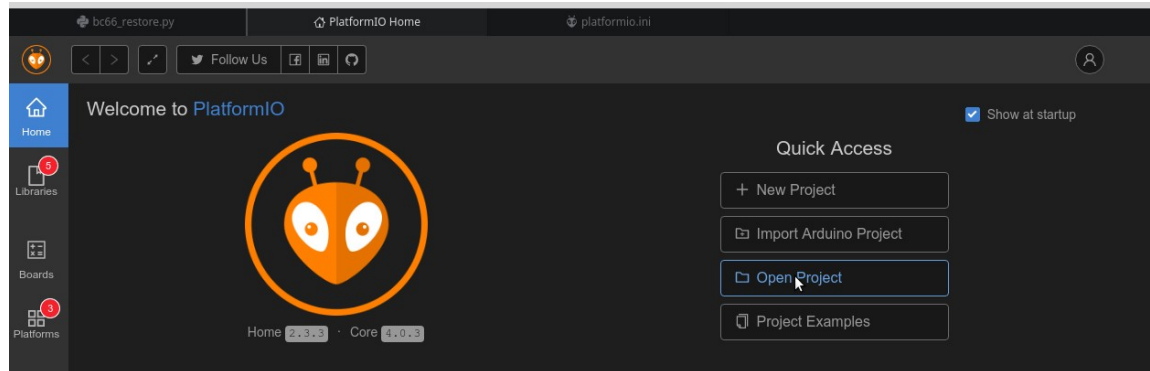 bc66_restore.py
PlatformIO Home
platformio.ini
Follow Us
Home
Welcome to PlatformIO
Show at startup
5
Libraries
Quick Access
+ New Project
Import Arduino Project
Boards
Open Project
3
Platforms
Home 2.3.3 · Core 4.0.3
Project Examples